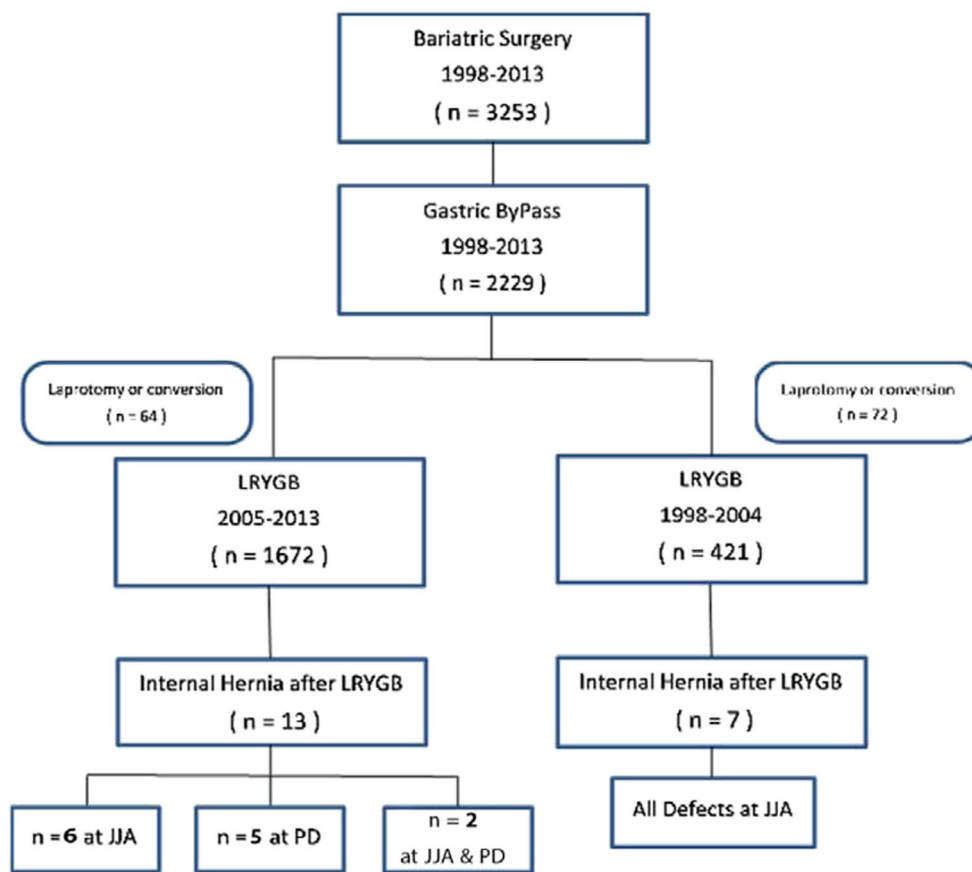 Bariatric Surgery
1998-2013
( n = 3253 )
Gastric ByPass
1998-2013
( n = 2229 )
Laprotomy or conversion
( n = 64 )
Laprotomy or conversion
( n = 72 )
LRYGB
2005-2013
( n = 1672 )
LRYGB
1998-2004
( n = 421 )
Internal Hernia after LRYGB
( n = 13 )
Internal Hernia after LRYGB
( n = 7 )
n = 6 at JJA
n = 5 at PD
n = 2
at JJA & PD
All Defects at JJA